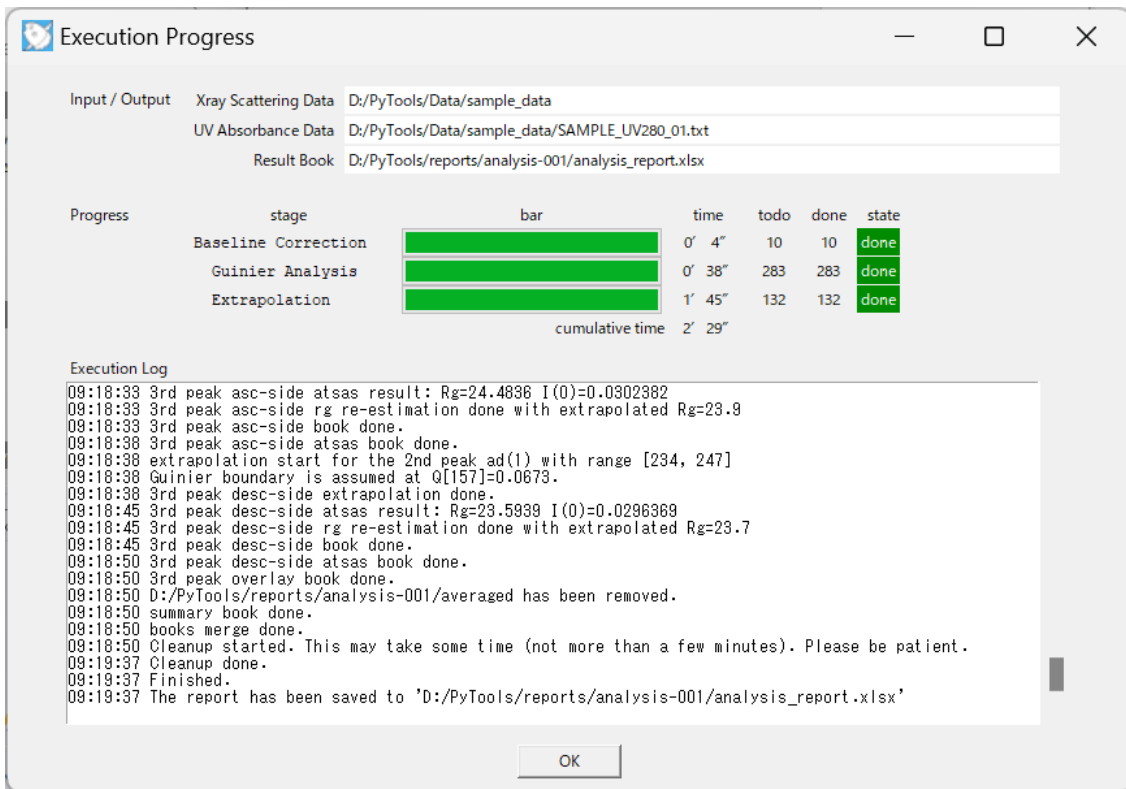 Execution Progress
Input / Output Xray Scattering Data D:/PyTools/Data/sample_data
UV Absorbance Data D:/PyTools/Data/sample_data/SAMPLE_UV280_01.txt
Result Book D:/PyTools/reports/analysis-001/analysis_report.xlsx
Progress stage bar time todo done state
Baseline Correction 0′ 4″ 10 10 done
Guinier Analysis 0′ 38″ 283 283 done
Extrapolation 1′ 45″ 132 132 done
cumulative time 2′ 29″
Execution Log
09:18:33 3rd peak asc-side atsas result: Rg=24.4836 I(0)=0.0302382
09:18:33 3rd peak asc-side rg re-estimation done with extrapolated Rg=23.9
09:18:33 3rd peak asc-side book done.
09:18:38 3rd peak asc-side atsas book done.
09:18:38 extrapolation start for the 2nd peak ad(1) with range [234, 247]
09:18:38 Guinier boundary is assumed at Q[157]=0.0673.
09:18:38 3rd peak desc-side extrapolation done.
09:18:45 3rd peak desc-side atsas result: Rg=23.5939 I(0)=0.0296369
09:18:45 3rd peak desc-side rg re-estimation done with extrapolated Rg=23.7
09:18:45 3rd peak desc-side book done.
09:18:50 3rd peak desc-side atsas book done.
09:18:50 3rd peak overlay book done.
09:18:50 D:/PyTools/reports/analysis-001/averaged has been removed.
09:18:50 summary book done.
09:18:50 books merge done.
09:18:50 Cleanup started. This may take some time (not more than a few minutes). Please be patient.
09:19:37 Cleanup done.
09:19:37 Finished.
09:19:37 The report has been saved to 'D:/PyTools/reports/analysis-001/analysis_report.xlsx'
OK